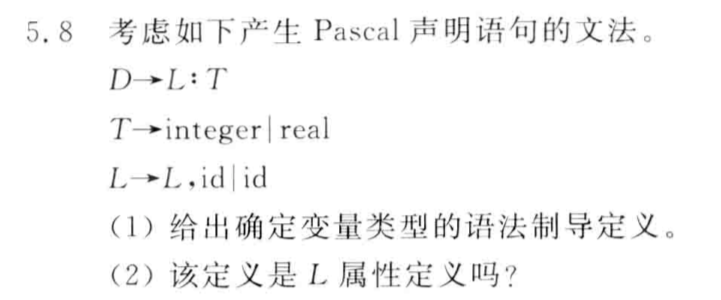 5.8 考虑如下产生 Pascal 声明语句的文法。
D→L:T
T→integer|real
L→L,id|id
(1) 给出确定变量类型的语法制导定义。
(2) 该定义是 L 属性定义吗?